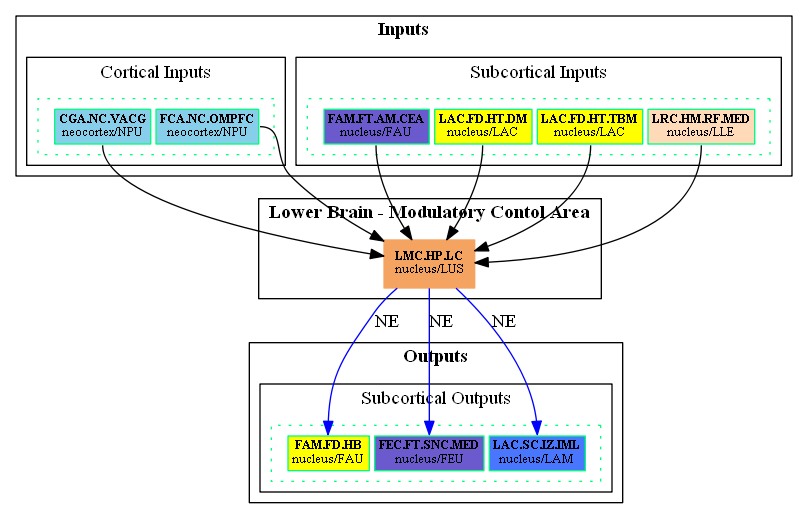 Inputs
Cortical Inputs
Subcortical Inputs
CGA.NC.VACG
neocortex/NPU
FCA.NC.OMPFC
neocortex/NPU
FAM.FT.AM.CEA
nucleus/FAU
LAC.FD.HT.DM
nucleus/LAC
LAC.FD.HT.TBM
nucleus/LAC
LRC.HM.RF.MED
nucleus/LLE
Lower Brain - Modulatory Contol Area
LMC.HP.LC
nucleus/LUS
NE
NE
NE
Outputs
Subcortical Outputs
FAM.FD.HB
nucleus/FAU
FEC.FT.SNC.MED
nucleus/FEU
LAC.SC.IZ.IML
nucleus/LAM